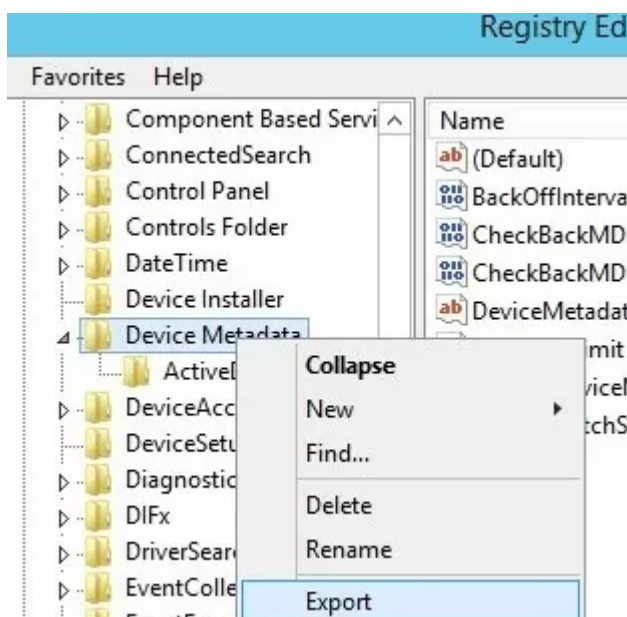 Registry Ed
Favorites Help
Component Based Servi
ConnectedSearch
Control Panel
Controls Folder
DateTime
Device Installer
Device Metadata
DeviceAcc
DeviceSetu
Diagnostic
DIFx
DriverSear
EventColle
Name
(Default)
BackOffInterva
CheckBackMD
CheckBackMD
DeviceMetadat
Collapse
New
Find...
Delete
Rename
Export